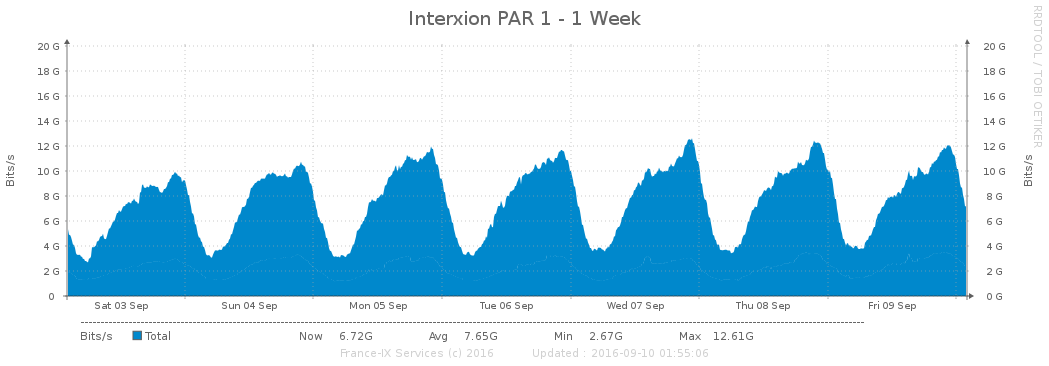 Interxion PAR 1 - 1 Week
RRDTOOL / TOBI OETIKER
Bits/s
20 G 20 G
18 G 18 G
16 G 16 G
14 G 14 G
12 G 12 G
10 G 10 G
8 G 8 G
6 G 6 G
4 G 4 G
2 G 2 G
0 0 G
Bits/s
Sat 03 Sep Sun 04 Sep Mon 05 Sep Tue 06 Sep Wed 07 Sep Thu 08 Sep Fri 09 Sep
Bits/s Total Now 6.72G Avg 7.65G Min 2.67G Max 12.61G
France-IX Services (c) 2016 Updated : 2016-09-10 01:55:06